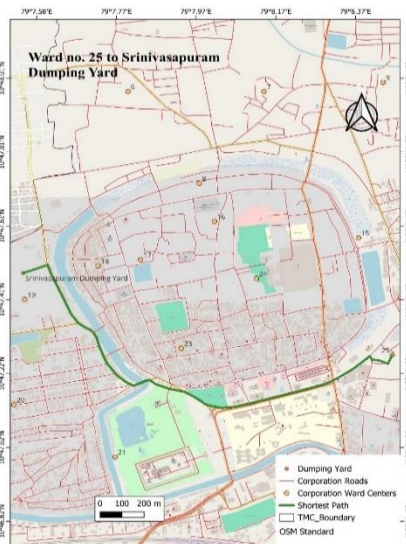 79°7.58'E 79°7.77'E 79°7.97'E 79°8.17'E 79°8.37'E
Ward no. 25 to Srinivasapuram
Dumping Yard
6
7
8
16
15
18
17
Srinivasapuram Dumping Yard
19
23
20
21
Dumping Yard
Corporation Roads
Corporation Ward Centers
Shortest Path
TMC_Boundary
OSM Standard
0 100 200 m